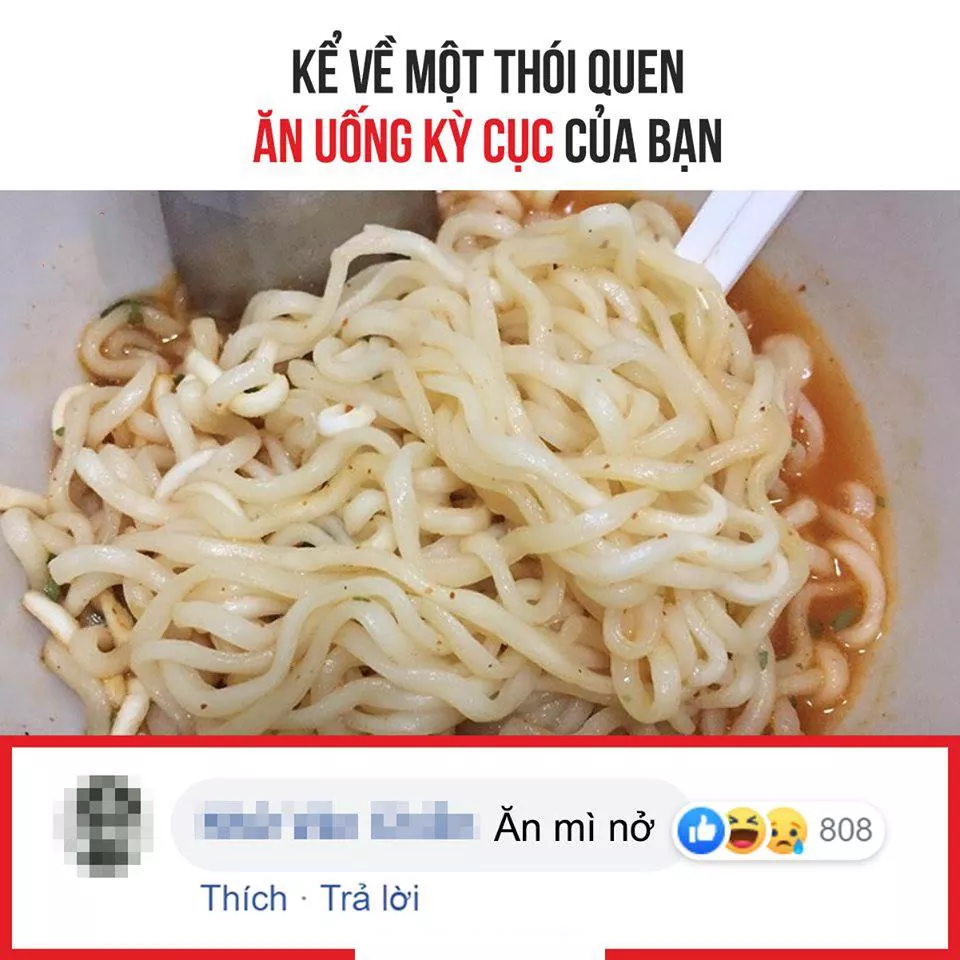 KỂ VỀ MỘT THÓI QUEN
ĂN UỐNG KỲ CỤC CỦA BẠN
Ăn mì nở 808
Thích · Trả lời